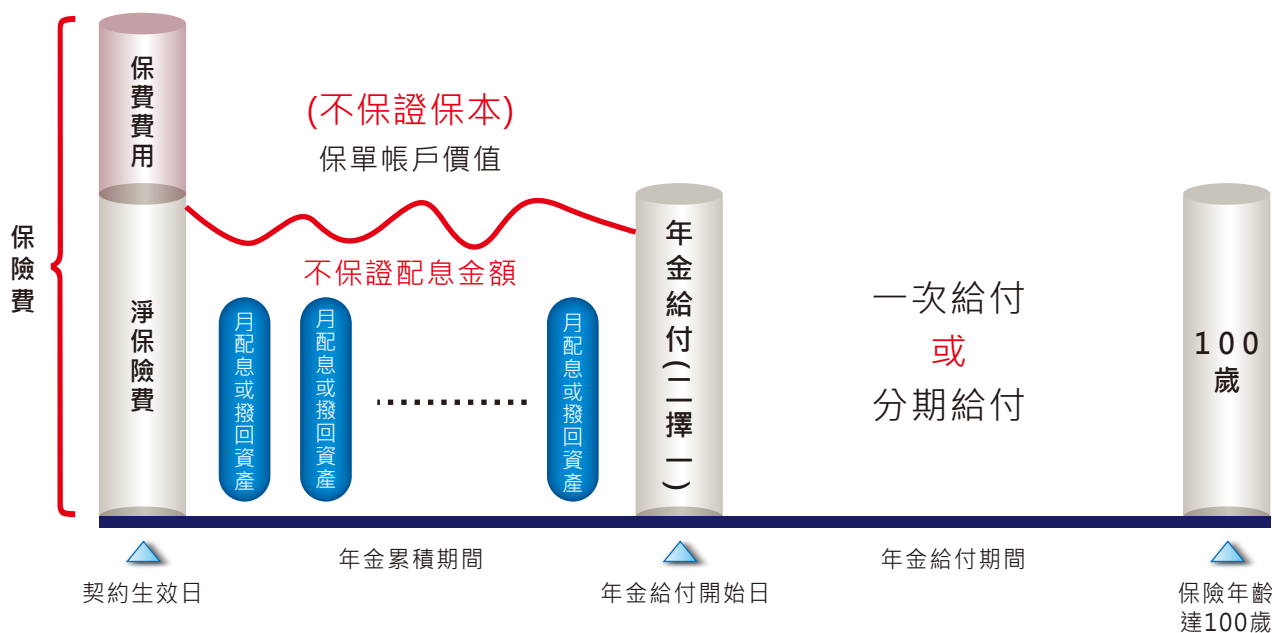 保險費
保費費用
淨保險費
(不保證保本)
保單帳戶價值
不保證配息金額
月配息或撥回資產
月配息或撥回資產
月配息或撥回資產
年金給付(二擇一)
一次給付
或
分期給付
100
歲
契約生效日
年金累積期間
年金給付開始日
年金給付期間
保險年齡
達100歲